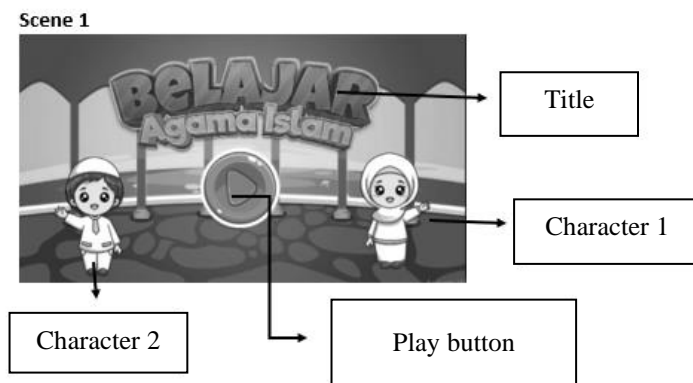 Scene 1
BELAJAR
Agama Islam
Title
Character 1
Character 2
Play button